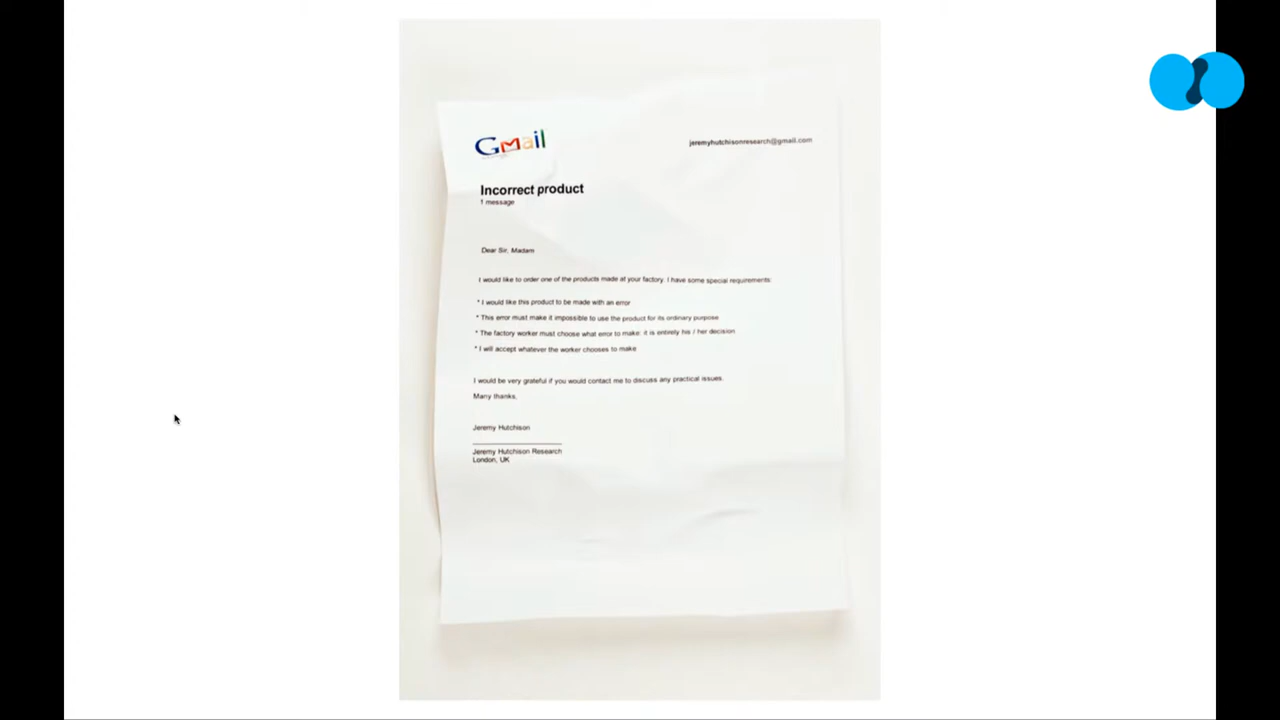 Gmail
jeremyhutchisonresearch@gmail.com
Incorrect product
1 message
Dear Sir, Madam
I would like to order one of the products made at your factory. I have some special requirements:
* I would like this product to be made with an error
* This error must make it impossible to use the product for its ordinary purpose
* The factory worker must choose what error to make: it is entirely his / her decision
* I will accept whatever the worker chooses to make
I would be very grateful if you would contact me to discuss any practical issues.
Many thanks,
Jeremy Hutchison
Jeremy Hutchison Research
London, UK